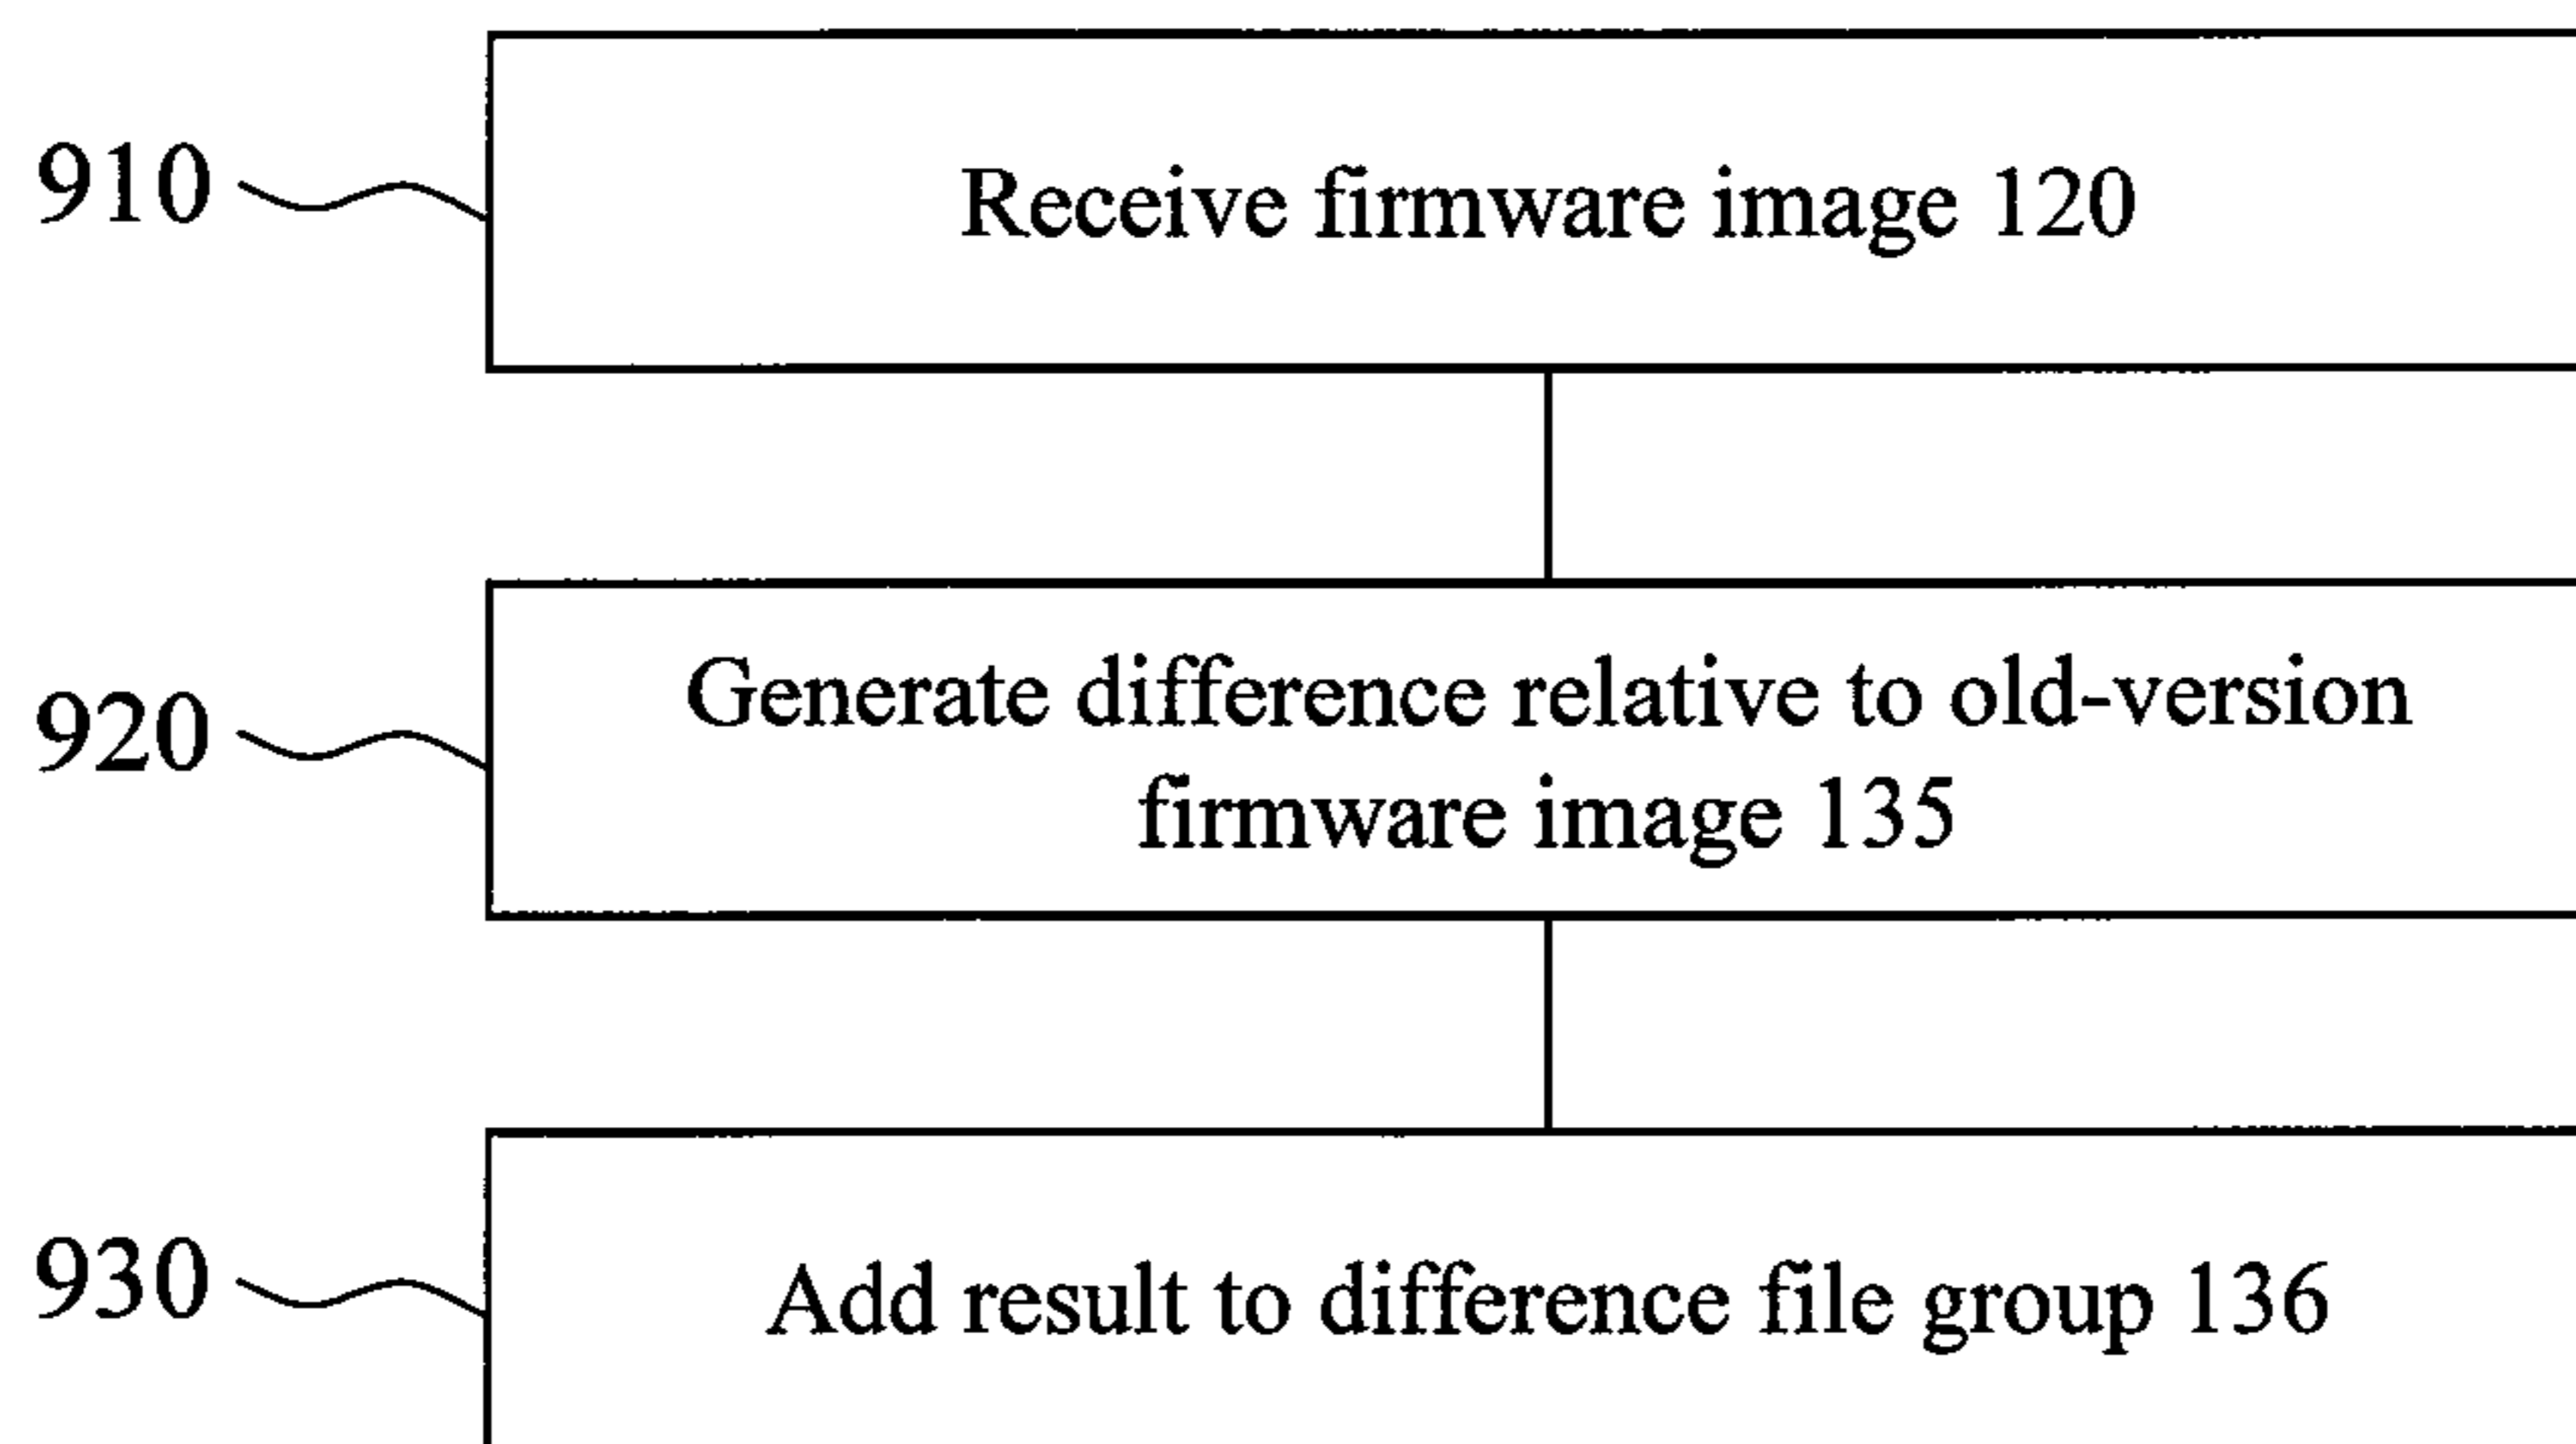 910
Receive firmware image 120
920
Generate difference relative to old-version
firmware image 135
930
Add result to difference file group 136